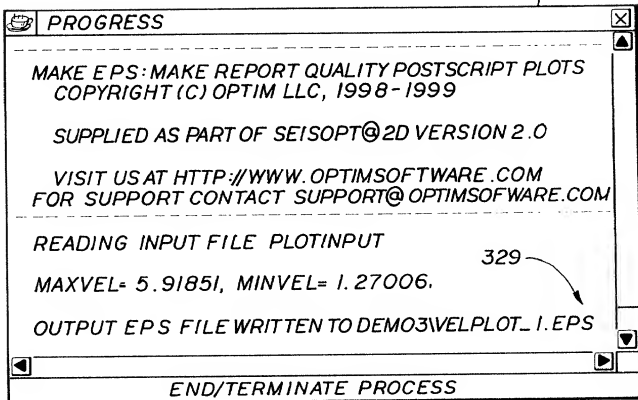 PROGRESS
MAKE EPS: MAKE REPORT QUALITY POSTSCRIPT PLOTS
COPYRIGHT (C) OPTIM LLC, 1998-1999
SUPPLIED AS PART OF SEISOPT@2D VERSION 2.0
VISIT US AT HTTP://WWW.OPTIMSOFTWARE.COM
FOR SUPPORT CONTACT SUPPORT@OPTIMSOFWARE.COM
READING INPUT FILE PLOTINPUT
329
MAXVEL= 5.91851, MINVEL= 1.27006.
OUTPUT EPS FILE WRITTEN TO DEMO3\VELPLOT_1.EPS
END/TERMINATE PROCESS